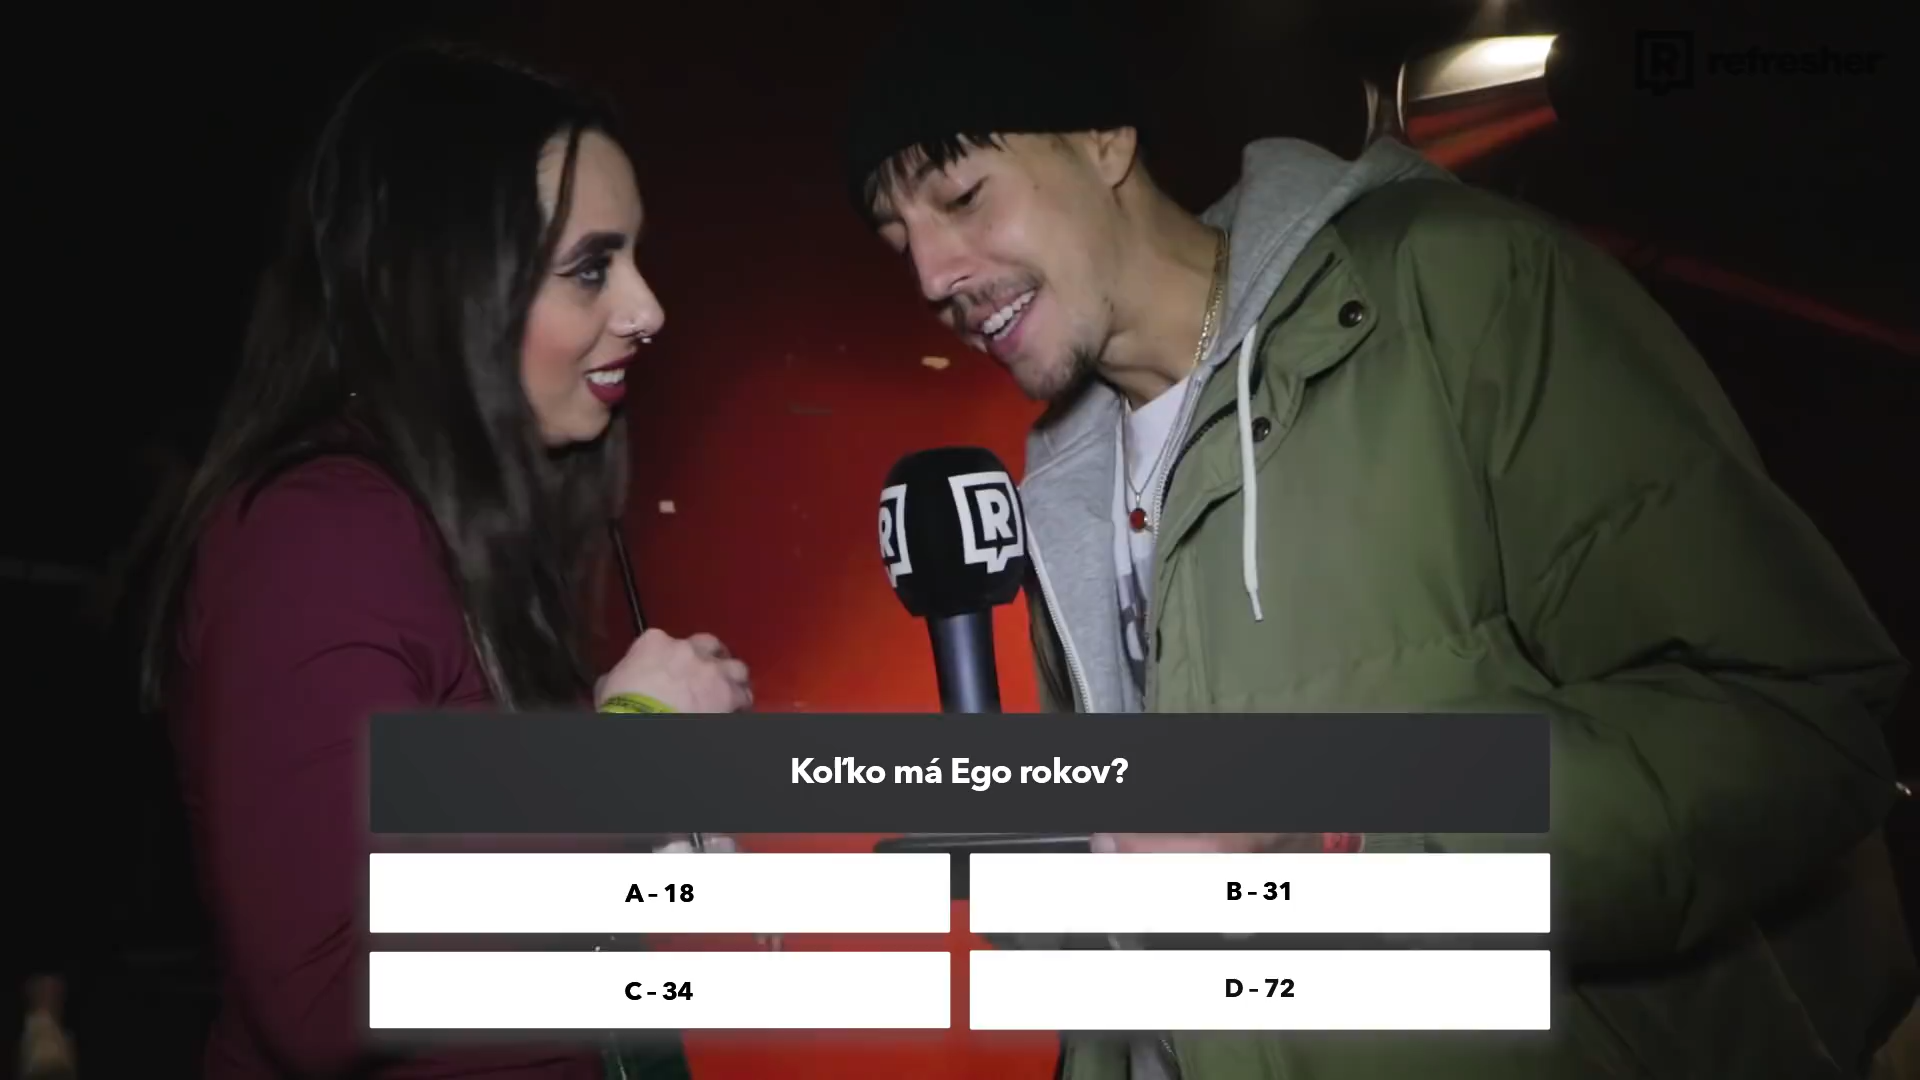 refresher
R
R
Koľko má Ego rokov?
A – 18
B – 31
C – 34
D – 72